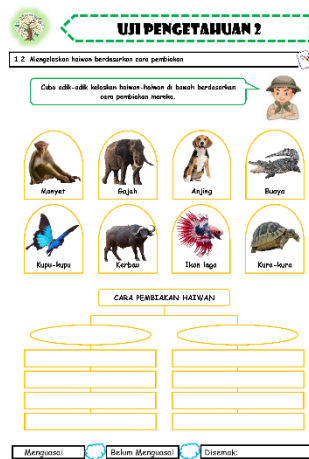 UJI PENGETAHUAN 2
1.2 Mengelaskan haiwan berdasarkan cara pembiakan
Cuba adik-adik kelaskan haiwan-haiwan di bawah berdasarkan
cara pembiakan mereka.
Monyet
Gajah
Anjing
Buaya
Kupu-kupu
Kerbau
Ikan laga
Kura-kura
CARA PEMBIAKAN HAIWAN
Menguasai
Belum Menguasai
Disemak: